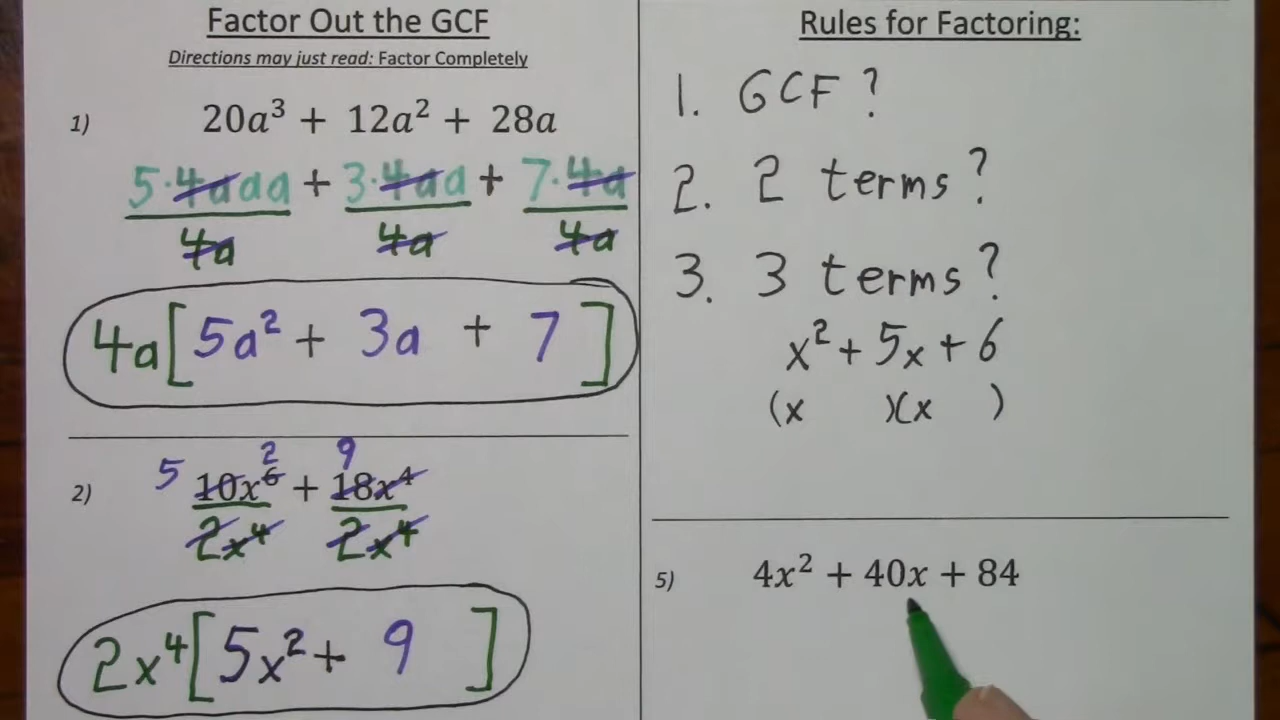 Factor Out the GCF
Directions may just read: Factor Completely
1) 20a³ + 12a² + 28a
5·4aaa + 3·4aa + 7·4a
4a 4a 4a
4a[5a² + 3a + 7]
2) 5 10x⁶ 2 + 9 18x⁴
2x⁴ 2x⁴
2x⁴[5x² + 9]
Rules for Factoring:
1. GCF?
2. 2 terms?
3. 3 terms?
x² + 5x + 6
(x )(x )
5) 4x² + 40x + 84